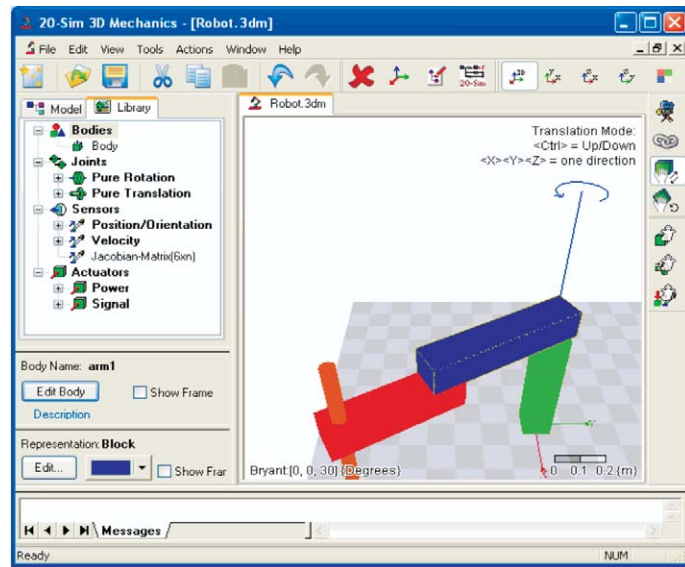 20-Sim 3D Mechanics - [Robot.3dm]
File Edit View Tools Actions Window Help
20-Sim
Model Library
Robot.3dm
Bodies
Body
Joints
Pure Rotation
Pure Translation
Sensors
Position/Orientation
Velocity
Jacobian-Matrix(6xn)
Actuators
Power
Signal
Translation Mode:
<Ctrl> = Up/Down
<X><Y><Z> = one direction
Body Name: arm1
Edit Body Show Frame
Description
Representation: Block
Edit... Show Frar
Bryant:[0, 0, 30] {Degrees}
0 0.1 0.2 {m}
Messages
Ready NUM